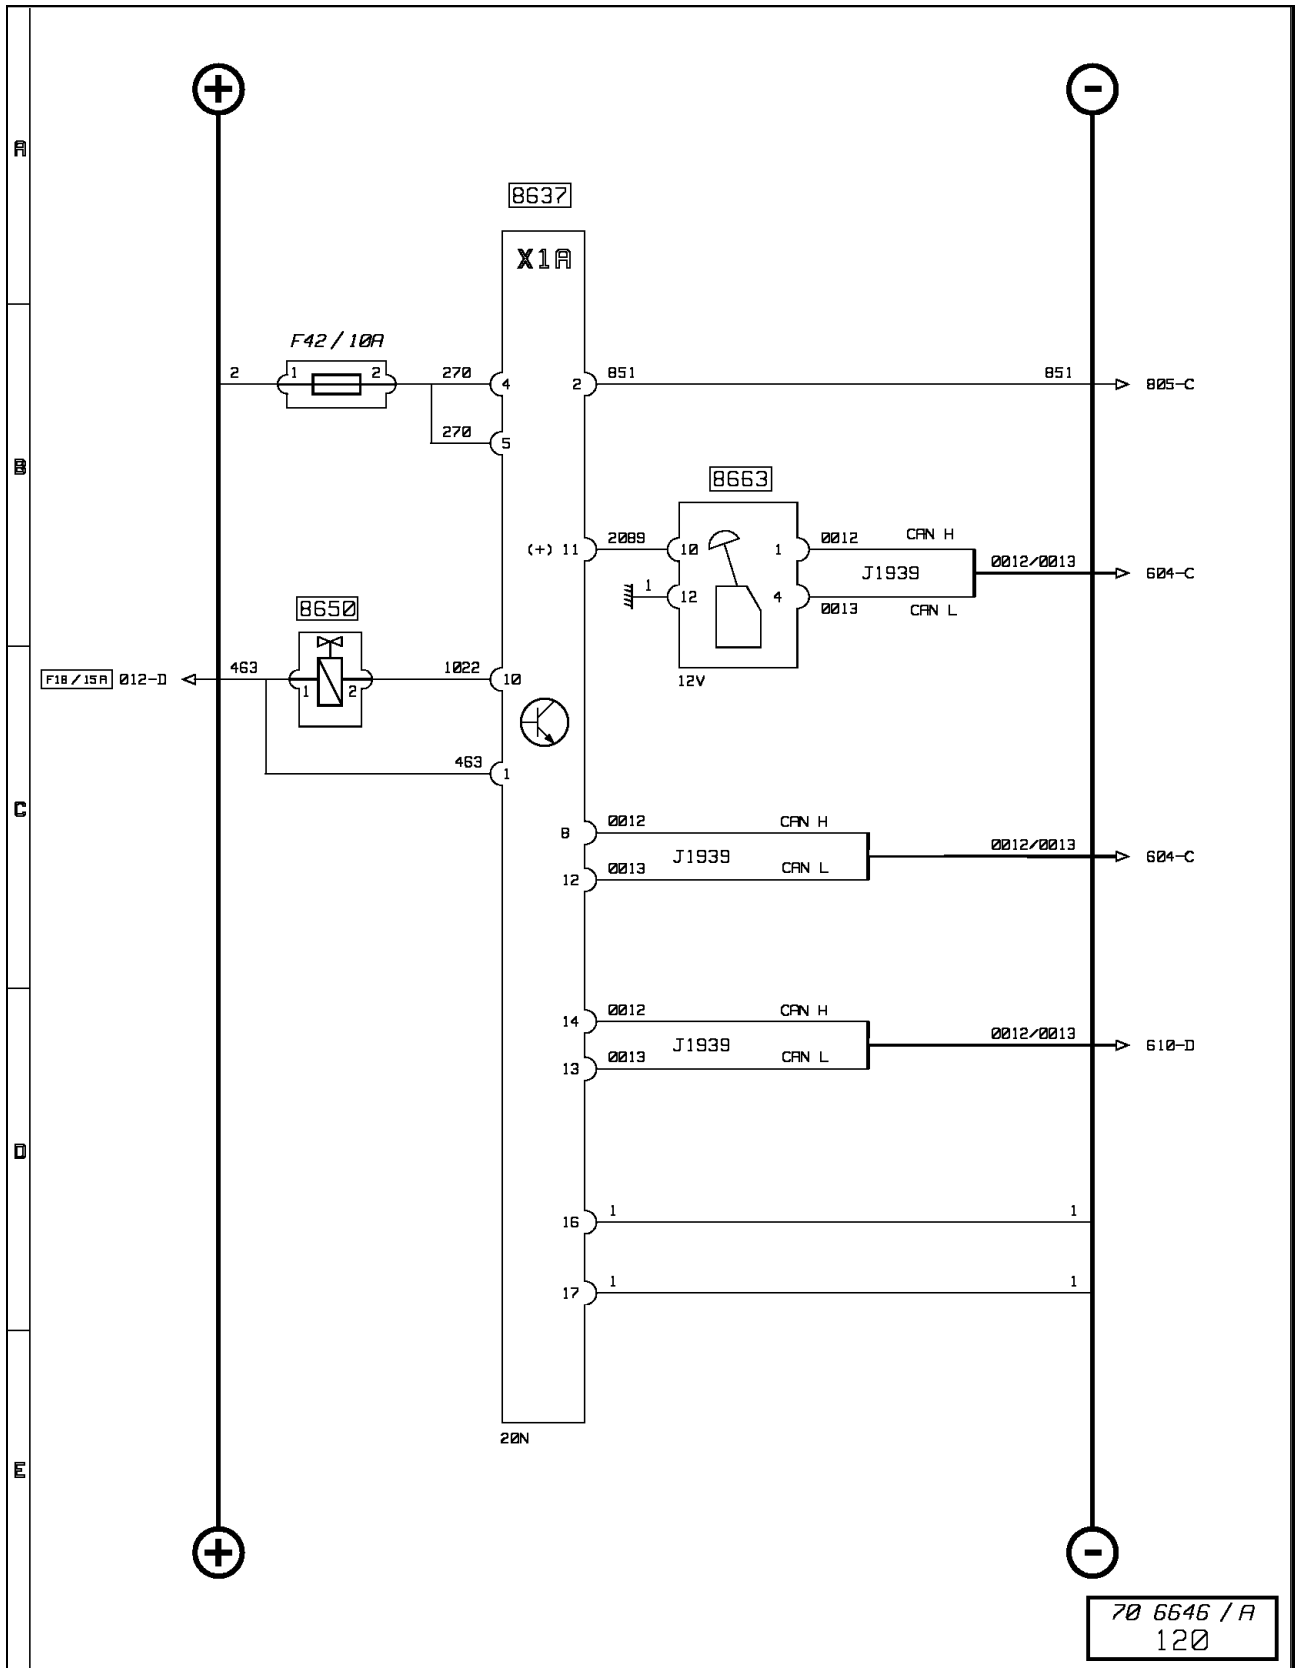 A
8637
X1A
F42 / 10A
2 1 2 270 4 2 851 851 805-C
270 5
B
8663
(+) 11 2089 10 1 0012 CAN H
J1939 0012/0013 604-C
1 12 4 0013 CAN L
8650
12V
F18 / 15A 012-D 463 1 2 1022 10
463 1
C
8 0012 CAN H
J1939 0012/0013 604-C
12 0013 CAN L
14 0012 CAN H
J1939 0012/0013 610-D
13 0013 CAN L
D
16 1 1
17 1 1
20N
E
70 6646 / A
120